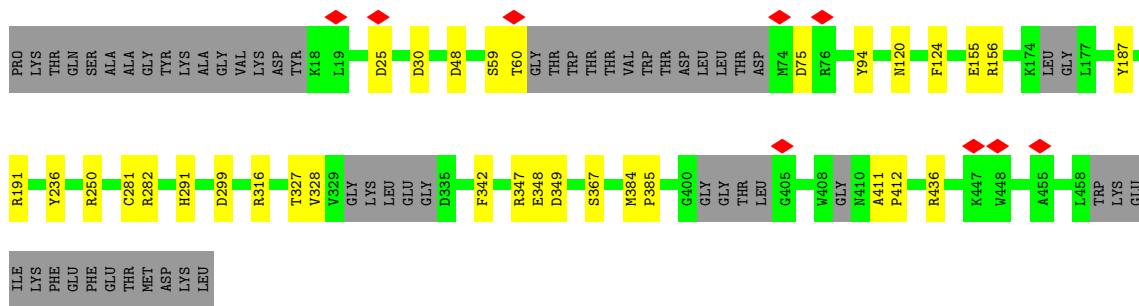 PRO LYS THR GLN SER ALA ALA GLY TYR LYS ALA GLY VAL LYS ASP TYR K18 L19 D25 D30 D48 S59 T60 GLY THR TRP THR THR VAL TRP THR THR ASP LEU LEU THR ASP M74 D75 R76 Y94 N120 F124 E155 R156 K174 LEU GLY L177 Y187
R191 Y236 R250 C281 R282 H291 D299 R316 T327 V328 V329 GLY LYS LEU GLU GLY D335 F342 R347 E348 D349 S367 M384 P385 G400 GLY GLY THR LEU G405 W408 GLY N410 A411 P412 R436 K447 W448 A455 L458 TRP LYS GLU
ILE LYS PHE GLU PHE GLU THR MET ASP LYS LEU